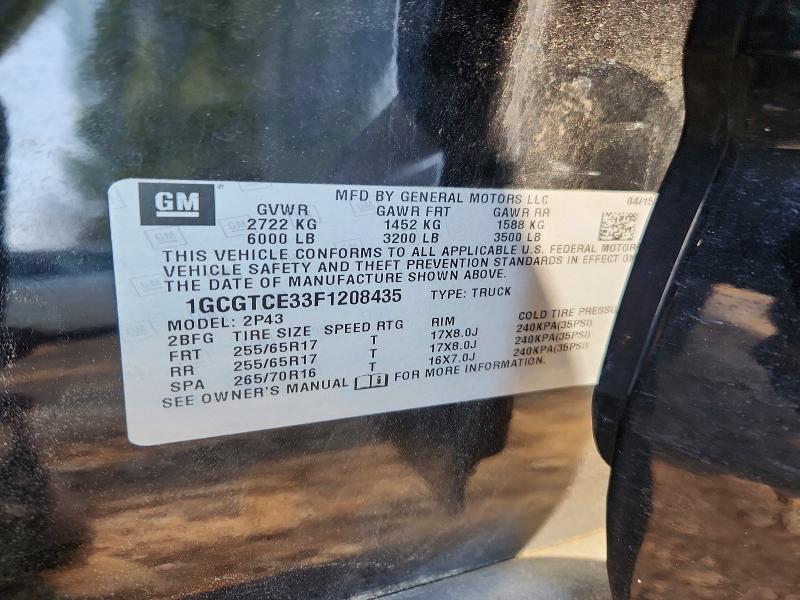 GM
MFD BY GENERAL MOTORS LLC 04/15
GVWR GAWR FRT GAWR RR
2722 KG 1452 KG 1588 KG
6000 LB 3200 LB 3500 LB
THIS VEHICLE CONFORMS TO ALL APPLICABLE U.S. FEDERAL MOTOR
VEHICLE SAFETY AND THEFT PREVENTION STANDARDS IN EFFECT ON
THE DATE OF MANUFACTURE SHOWN ABOVE.
1GCGTCE33F1208435 TYPE: TRUCK
MODEL: 2P43
2BFG TIRE SIZE SPEED RTG RIM COLD TIRE PRESSU
FRT 255/65R17 T 17X8.0J 240KPA(35PSI)
RR 255/65R17 T 17X8.0J 240KPA(35PSI)
SPA 265/70R16 T 16X7.0J 240KPA(35PSI)
SEE OWNER'S MANUAL FOR MORE INFORMATION.